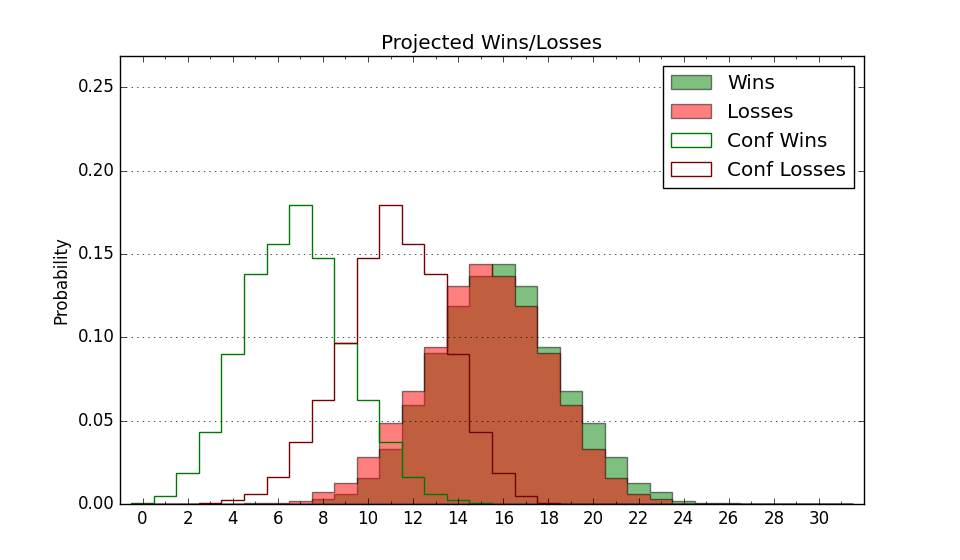 Projected Wins/Losses
0.25
0.20
0.15
0.10
0.05
0.00
Probability
Wins
Losses
Conf Wins
Conf Losses
0 2 4 6 8 10 12 14 16 18 20 22 24 26 28 30